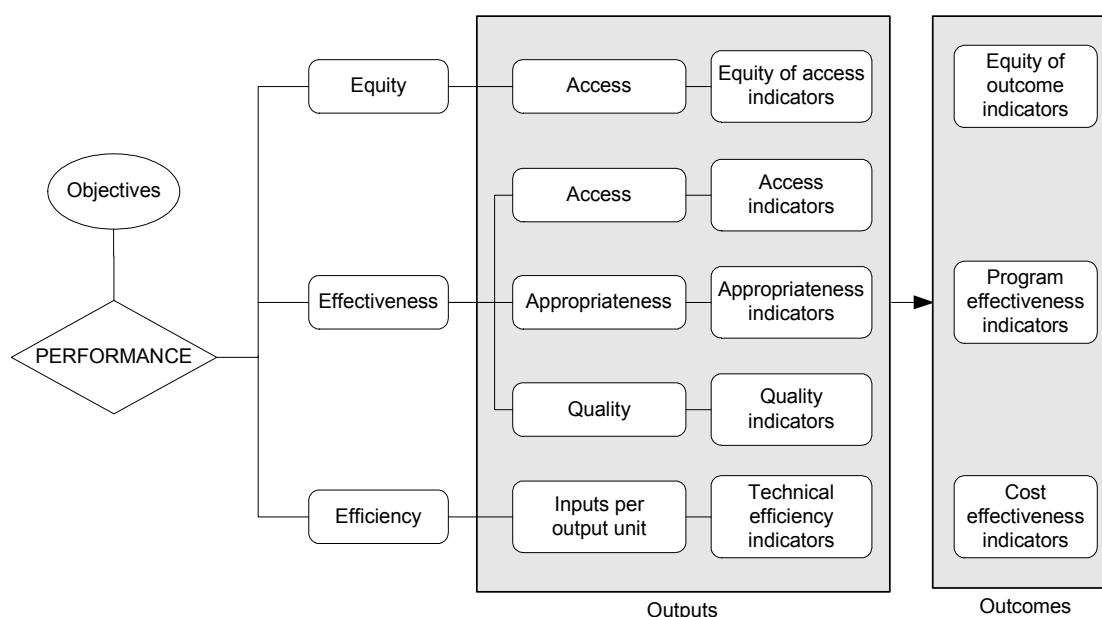 Objectives
PERFORMANCE
Equity
Effectiveness
Efficiency
Access
Equity of access
indicators
Access
Access
indicators
Appropriateness
Appropriateness
indicators
Quality
Quality
indicators
Inputs per
output unit
Technical
efficiency
indicators
Outputs
Equity of
outcome
indicators
Program
effectiveness
indicators
Cost
effectiveness
indicators
Outcomes